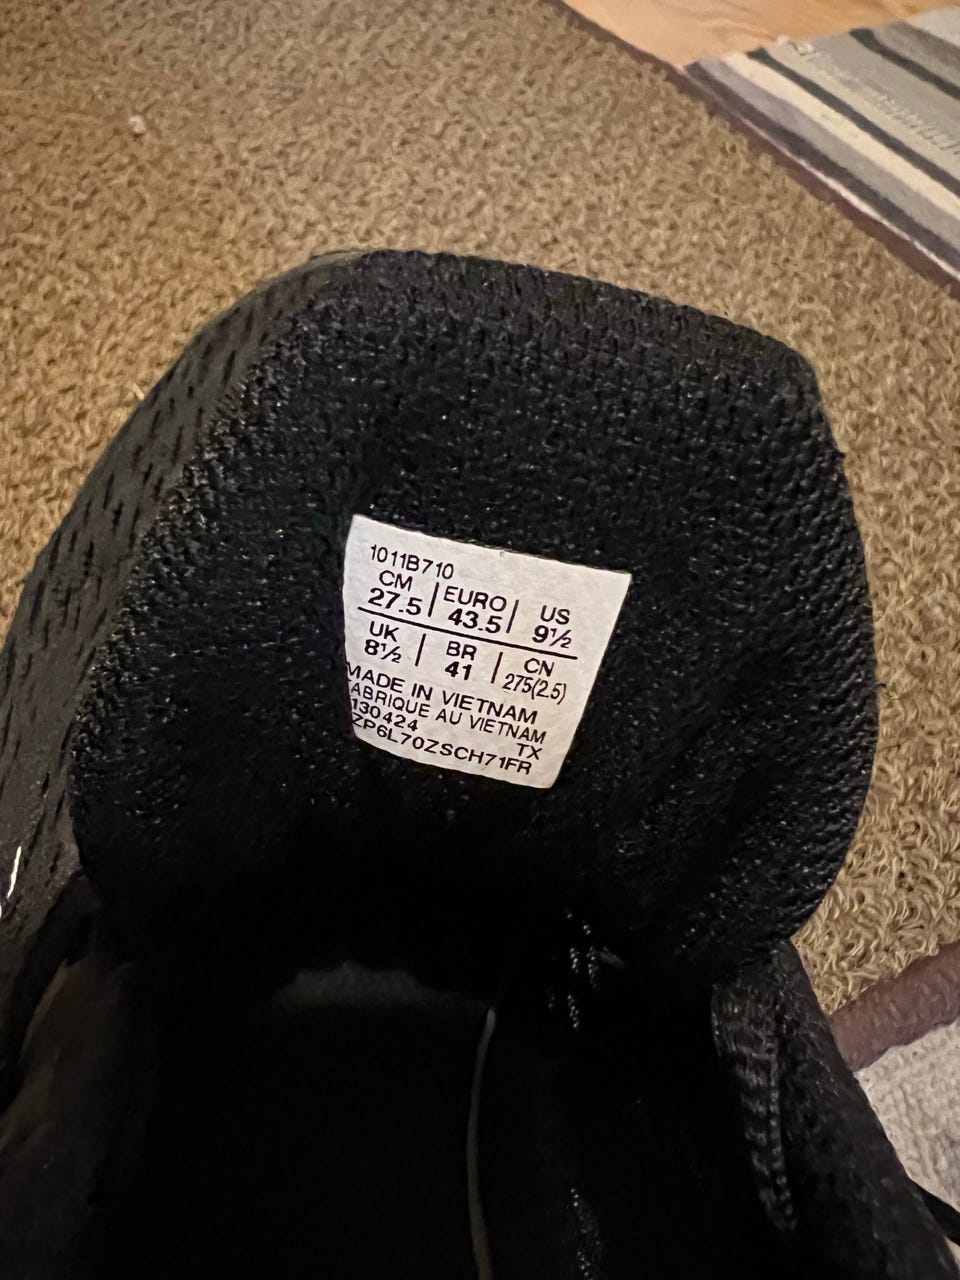 1011B710
CM | EURO | US
27.5 | 43.5 | 9½
UK | BR | CN
8½ | 41 | 275(2.5)
MADE IN VIETNAM
FABRIQUE AU VIETNAM
130424 TX
ZP6L70ZSCH71FR